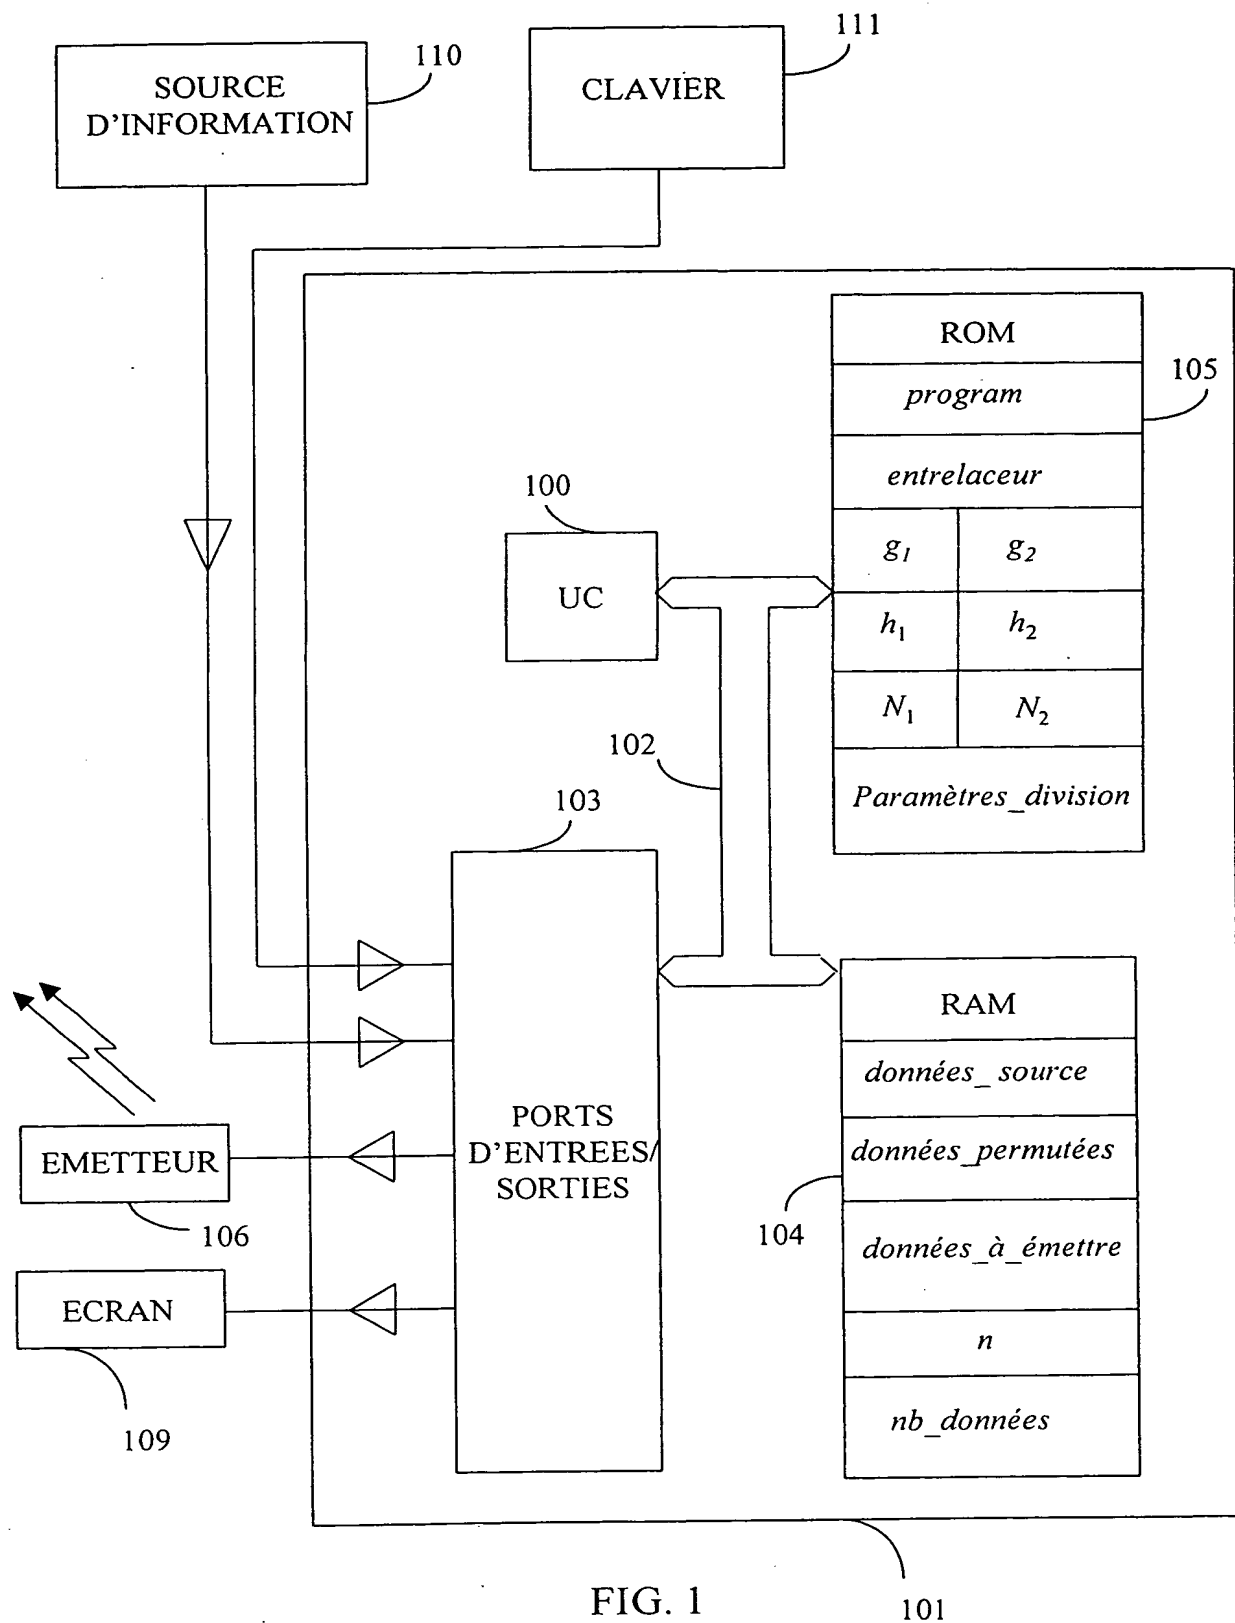 110
SOURCE
D'INFORMATION
111
CLAVIER
ROM
program
105
entrelaceur
g1 g2
h1 h2
N1 N2
Paramètres_division
100
UC
102
103
PORTS
D'ENTREES/
SORTIES
RAM
données_ source
données_permutées
104
données_à_émettre
n
nb_données
EMETTEUR
106
ECRAN
109
FIG. 1
101